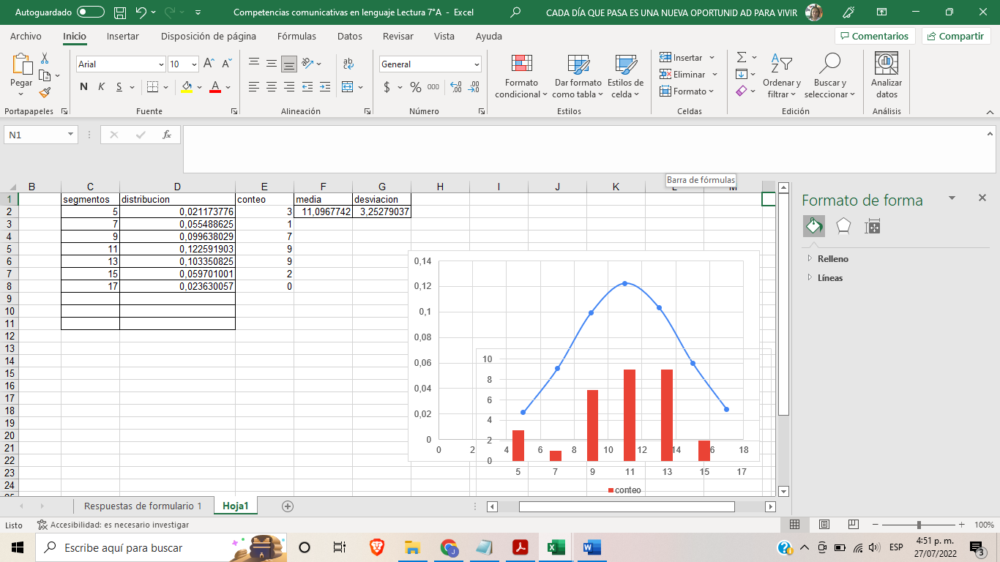 Autoguardado
Competencias comunicativas en lenguaje Lectura 7°A - Excel
CADA DÍA QUE PASA ES UNA NUEVA OPORTUNID AD PARA VIVIR
Archivo Inicio Insertar Disposición de página Fórmulas Datos Revisar Vista Ayuda
Comentarios Compartir
Pegar
Arial 10
General
N K S
$ % 000
Formato condicional
Dar formato como tabla
Estilos de celda
Insertar
Eliminar
Formato
Ordenar y filtrar
Buscar y seleccionar
Analizar datos
Portapapeles Fuente Alineación Número Estilos Celdas Edición Análisis
N1
fx
Barra de fórmulas
B C D E F G H I J K L M
1 segmentos distribucion conteo media desviacion
2 5 0,021173776 3 11,0967742 3,25279037
3 7 0,055488625 1
4 9 0,099638029 7
5 11 0,122591903 9
6 13 0,103350825 9
7 15 0,059701001 2
8 17 0,023630057 0
9
10
11
12
13
14
15
16
17
18
19
20
21
22
23
24
0,14
0,12
0,1
0,08
0,06
0,04
0,02
0
0 2 4 6 8 10 12 14 16 18
10
8
6
4
2
0
5 7 9 11 13 15 17
conteo
Formato de forma
Relleno
Líneas
Respuestas de formulario 1
Hoja1
Listo
Accesibilidad: es necesario investigar
100%
Escribe aquí para buscar
ESP
4:51 p. m.
27/07/2022
3